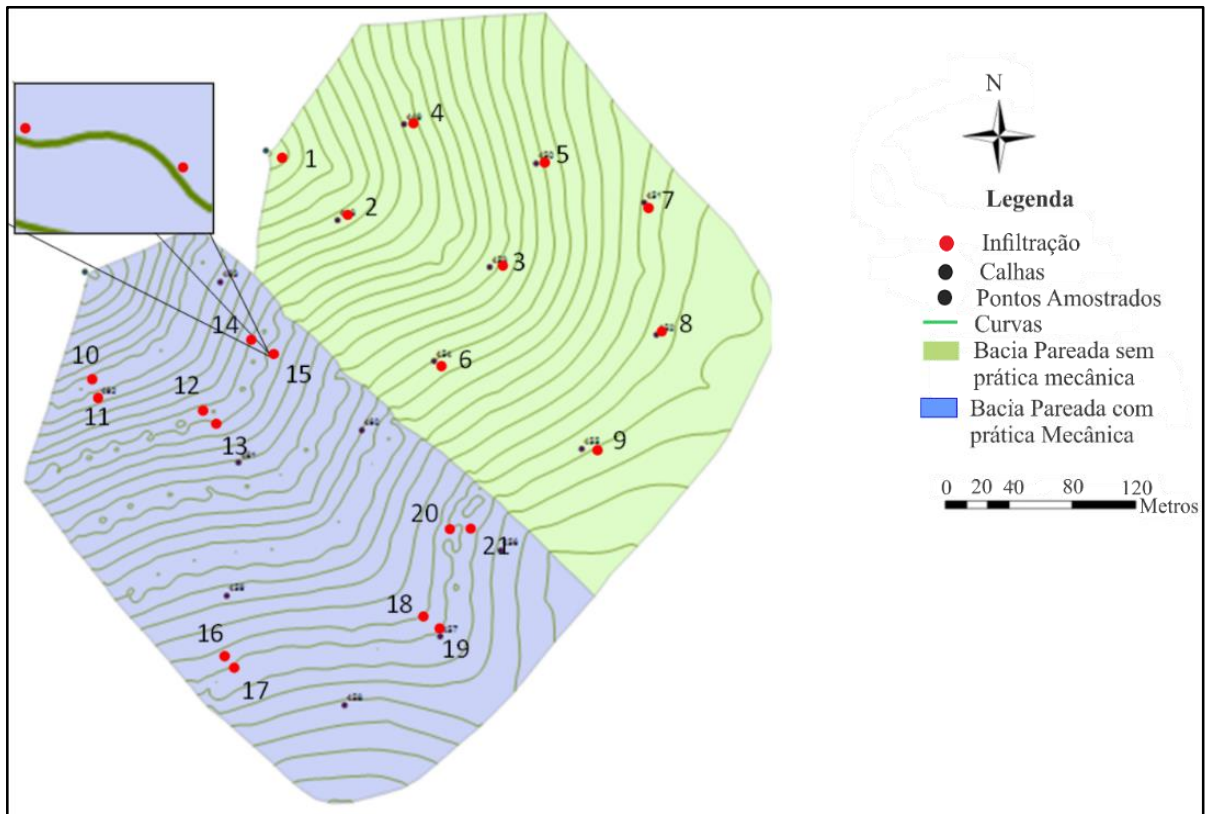 N
Legenda
Infiltração
Calhas
Pontos Amostrados
Curvas
Bacia Pareada sem
prática mecânica
Bacia Pareada com
prática Mecânica
0 20 40 80 120
Metros
1
2
3
4
5
6
7
8
9
10
11
12
13
14
15
16
17
18
19
20
21